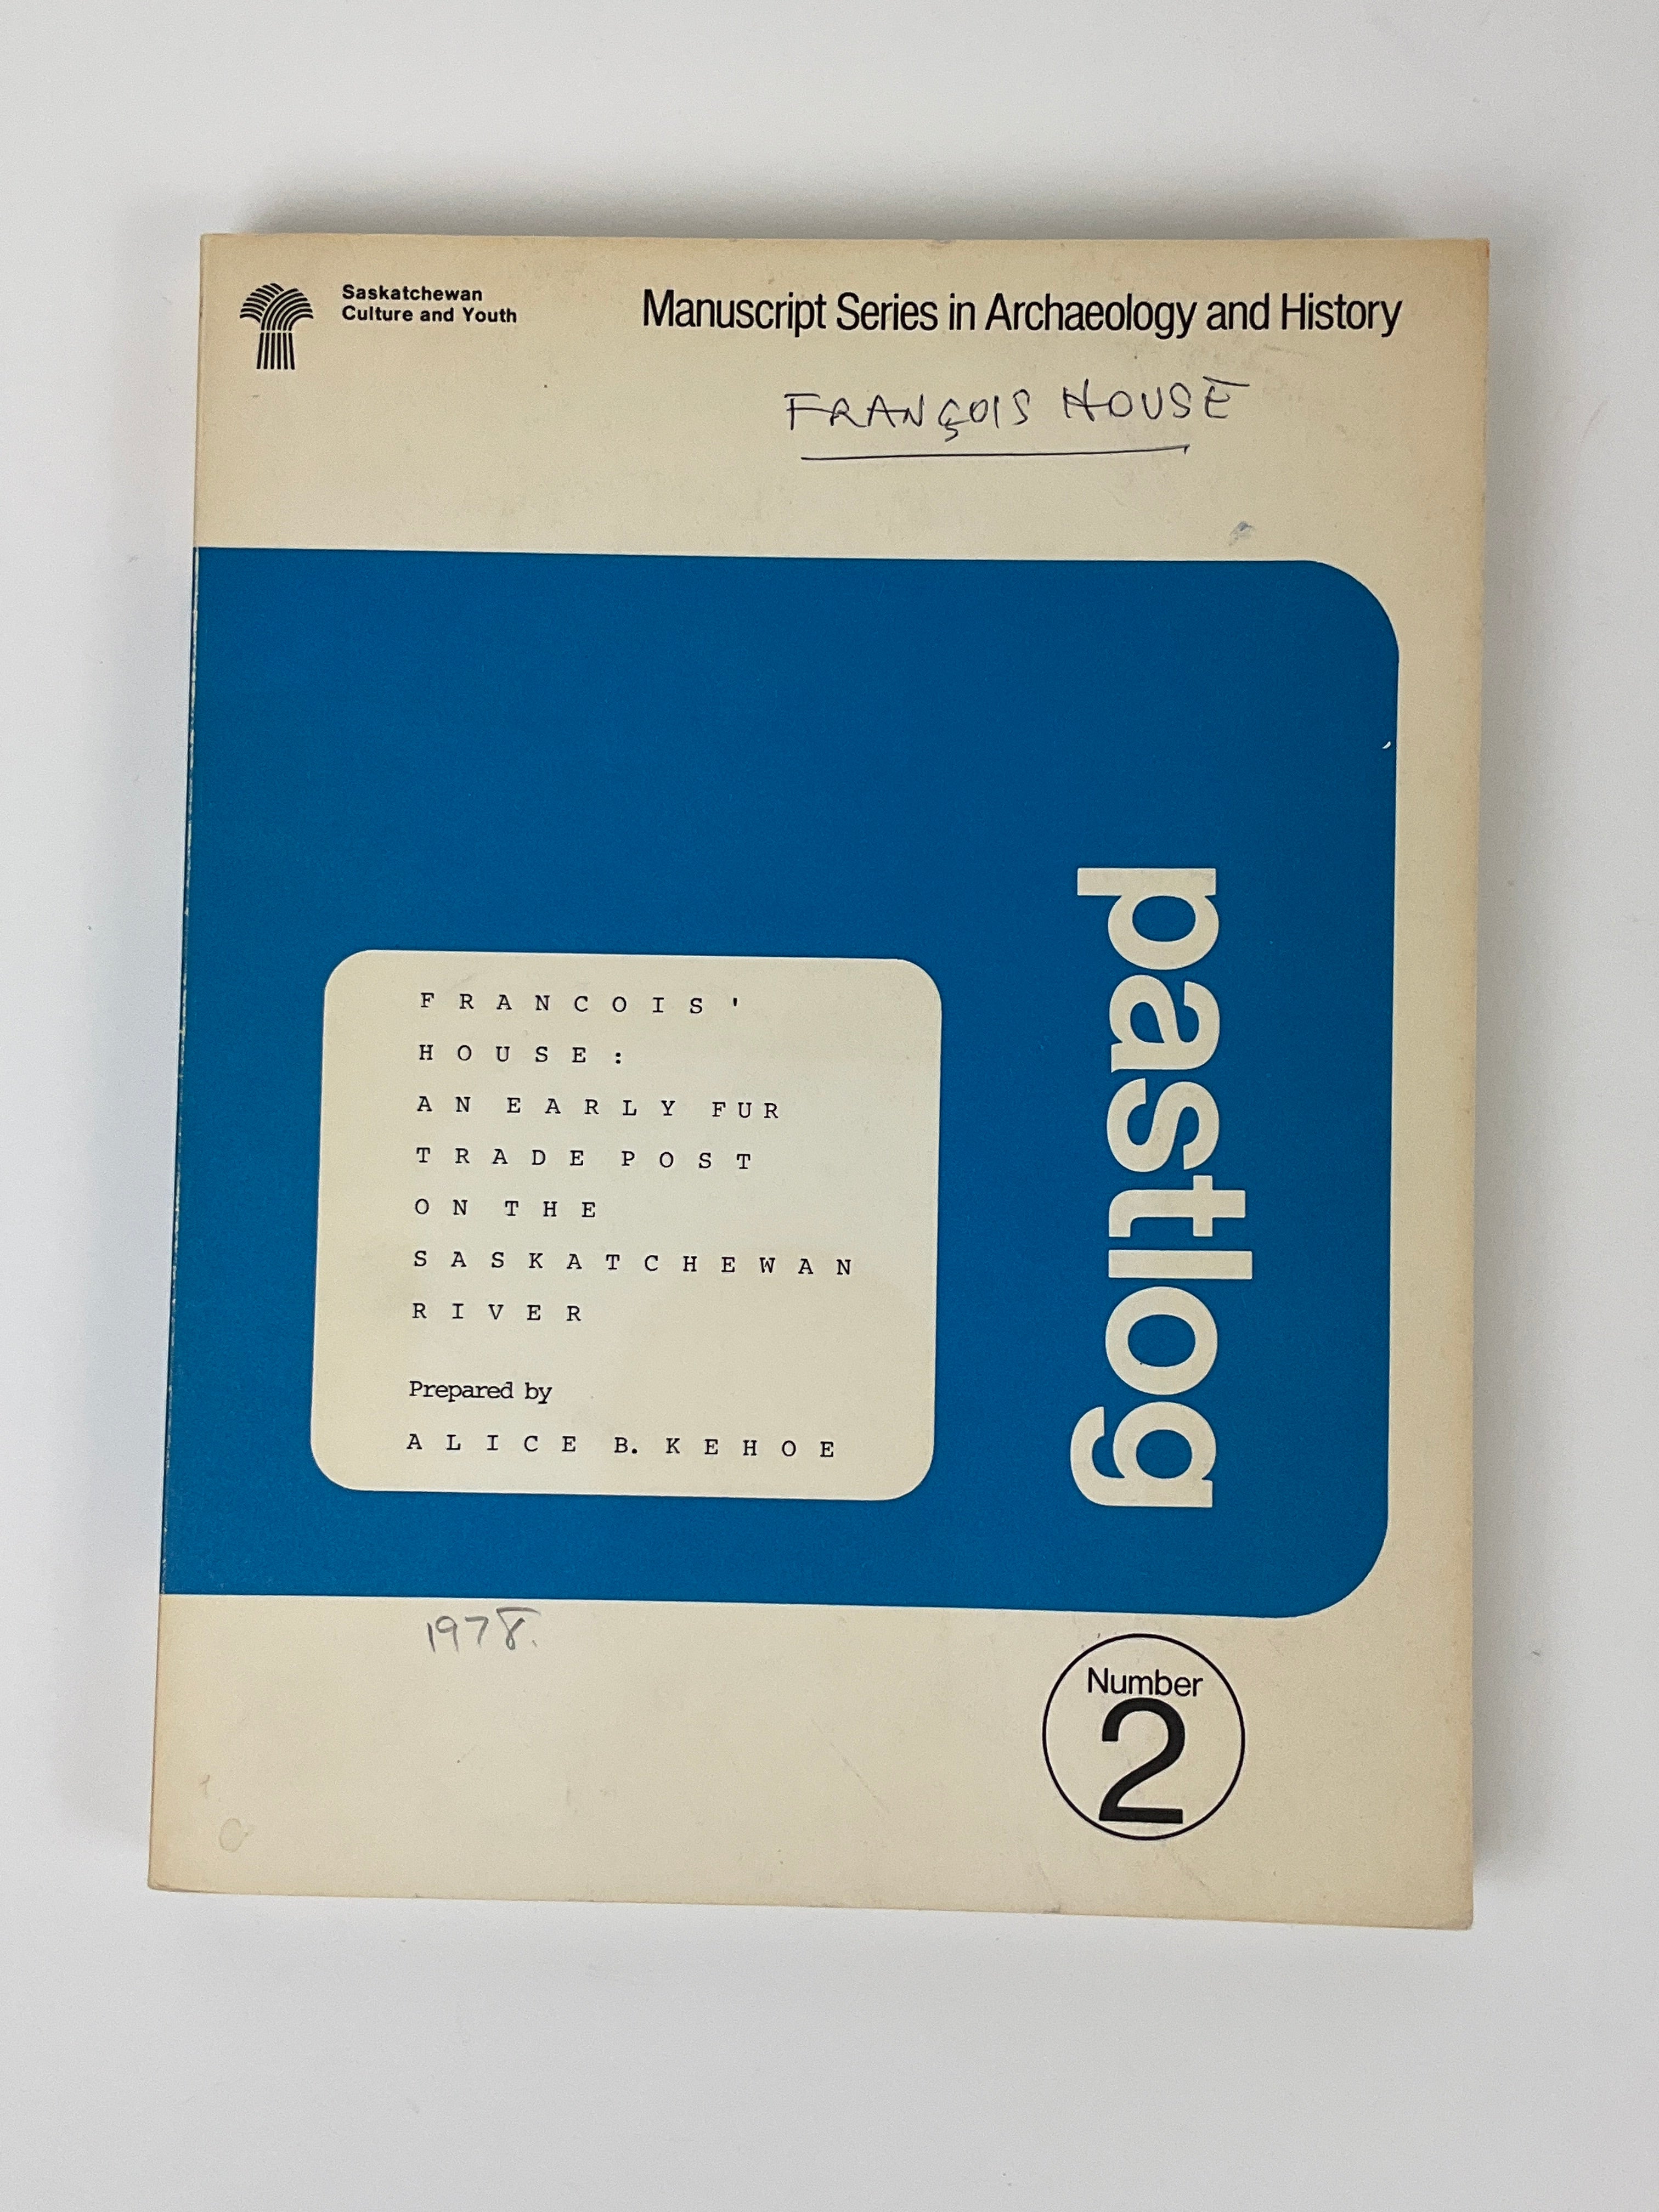 Saskatchewan
Culture and Youth
Manuscript Series in Archaeology and History
FRANÇOIS HOUSE
pastlog
FRANCOIS'
HOUSE:
AN EARLY FUR
TRADE POST
ON THE
SASKATCHEWAN
RIVER
Prepared by
ALICE B. KEHOE
1978.
Number
2